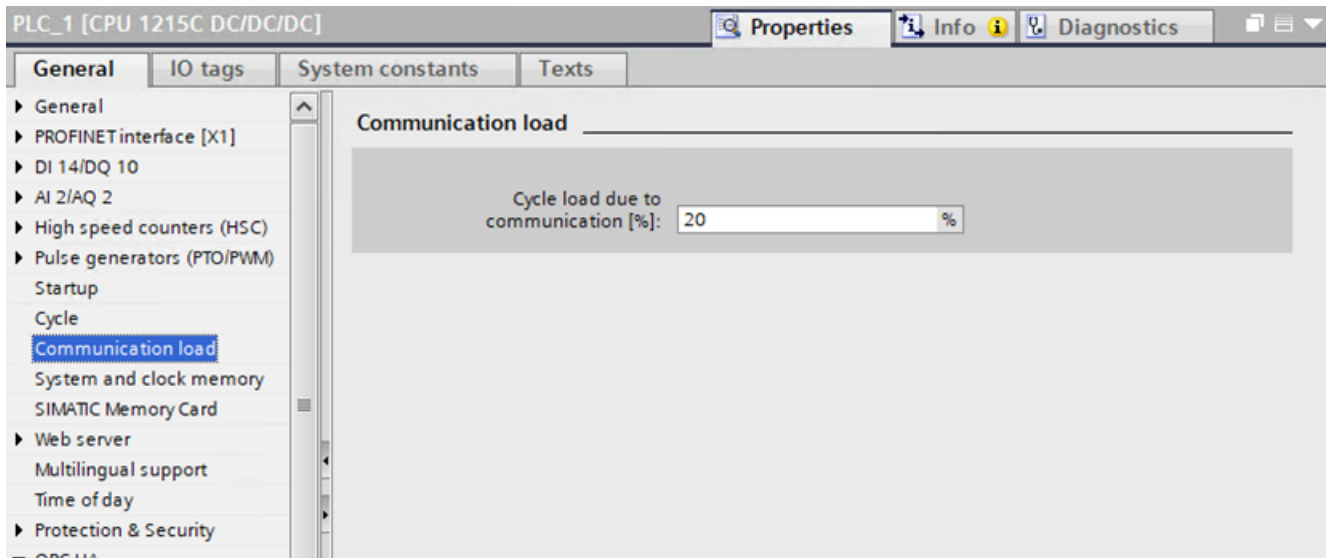 PLC_1 [CPU 1215C DC/DC/DC]
Properties
Info
Diagnostics
General
IO tags
System constants
Texts
General
PROFINET interface [X1]
DI 14/DQ 10
AI 2/AQ 2
High speed counters (HSC)
Pulse generators (PTO/PWM)
Startup
Cycle
Communication load
System and clock memory
SIMATIC Memory Card
Web server
Multilingual support
Time of day
Protection & Security
OPC UA
Communication load
Cycle load due to
communication [%]: 20 %